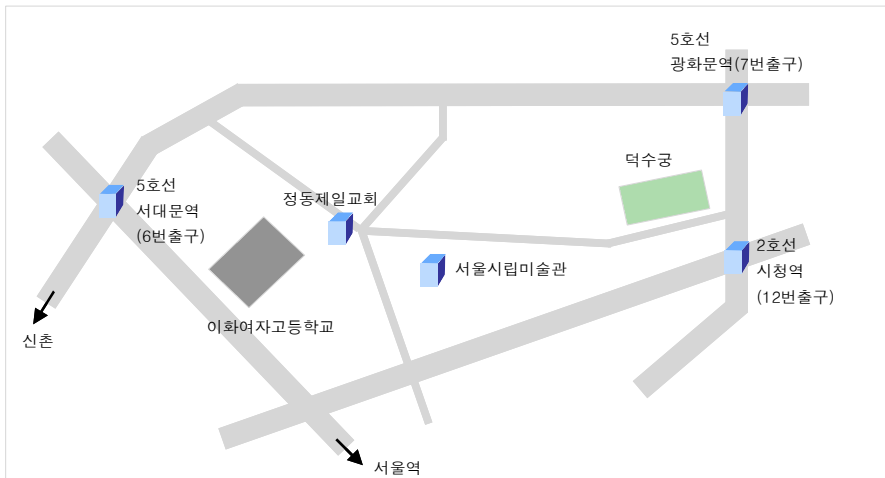 5호선
광화문역(7번출구)
덕수궁
5호선
서대문역
(6번출구)
정동제일교회
2호선
시청역
(12번출구)
서울시립미술관
이화여자고등학교
신촌
서울역